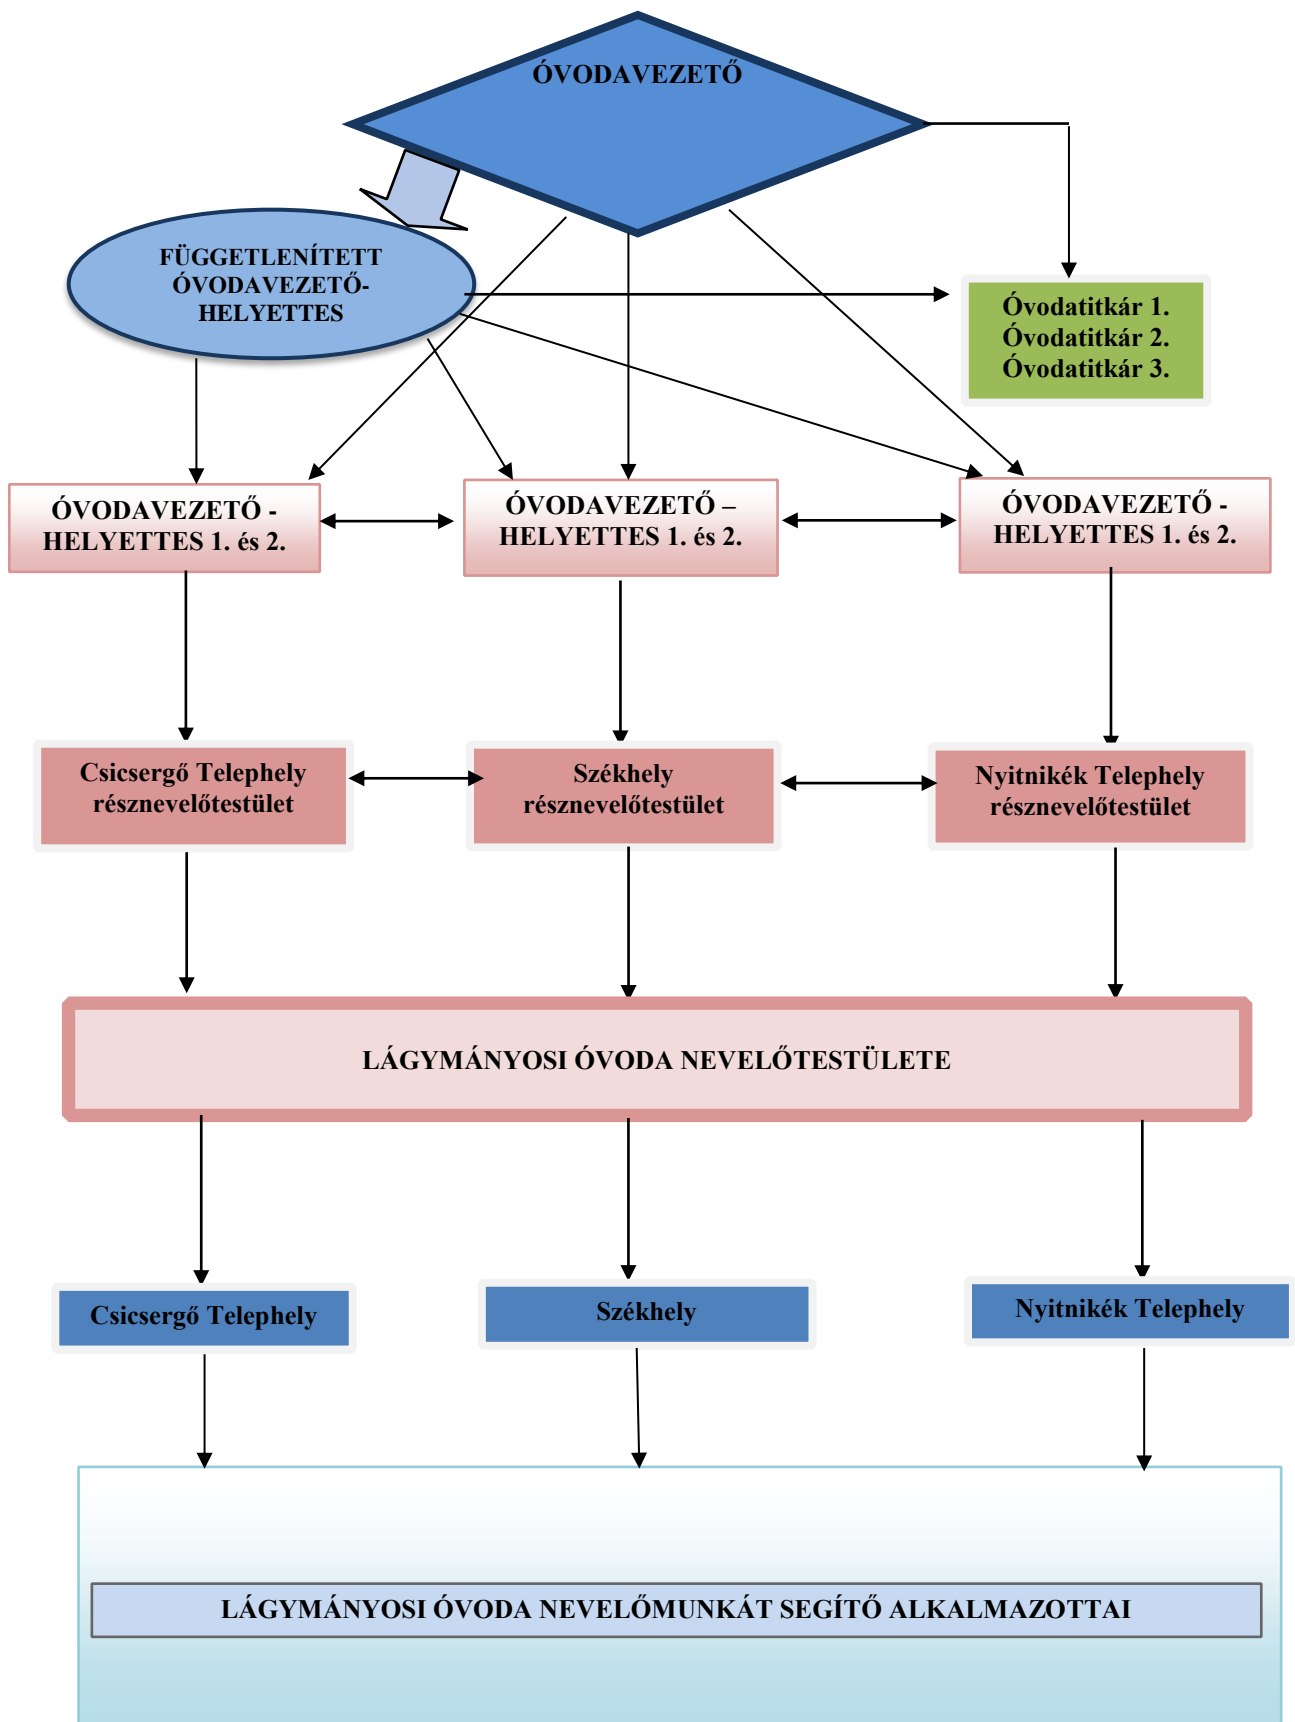 ÓVODAVEZETŐ
FÜGGETLENÍTETT
ÓVODAVEZETŐ-
HELYETTES
Óvodatitkár 1.
Óvodatitkár 2.
Óvodatitkár 3.
ÓVODAVEZETŐ -
HELYETTES 1. és 2.
ÓVODAVEZETŐ –
HELYETTES 1. és 2.
ÓVODAVEZETŐ -
HELYETTES 1. és 2.
Csicsergő Telephely
résznevelőtestület
Székhely
résznevelőtestület
Nyitnikék Telephely
résznevelőtestület
LÁGYMÁNYOSI ÓVODA NEVELŐTESTÜLETE
Csicsergő Telephely
Székhely
Nyitnikék Telephely
LÁGYMÁNYOSI ÓVODA NEVELŐMUNKÁT SEGÍTŐ ALKALMAZOTTAI